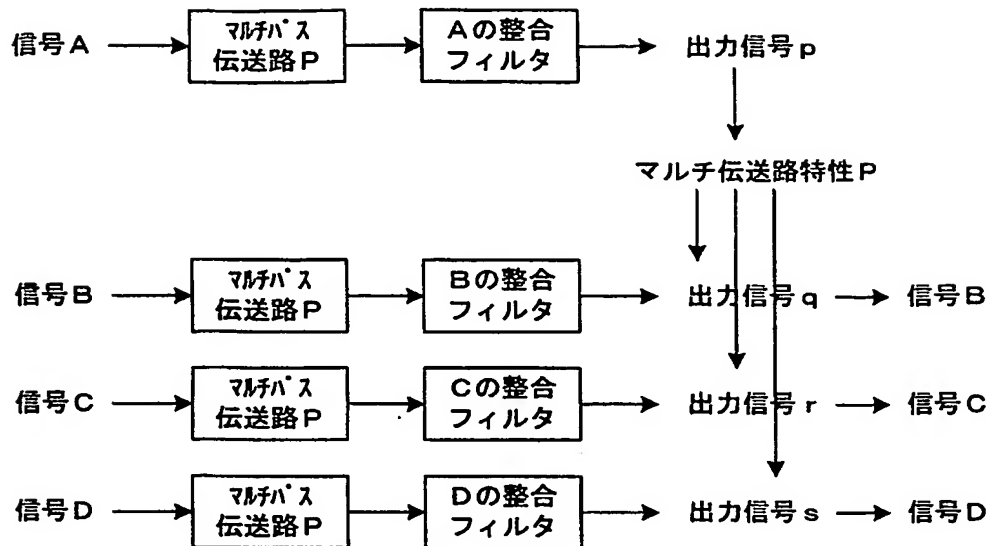 信号A
マルチパス
伝送路P
Aの整合
フィルタ
出力信号p
マルチ伝送路特性P
信号B
マルチパス
伝送路P
Bの整合
フィルタ
出力信号q
信号B
信号C
マルチパス
伝送路P
Cの整合
フィルタ
出力信号r
信号C
信号D
マルチパス
伝送路P
Dの整合
フィルタ
出力信号s
信号D